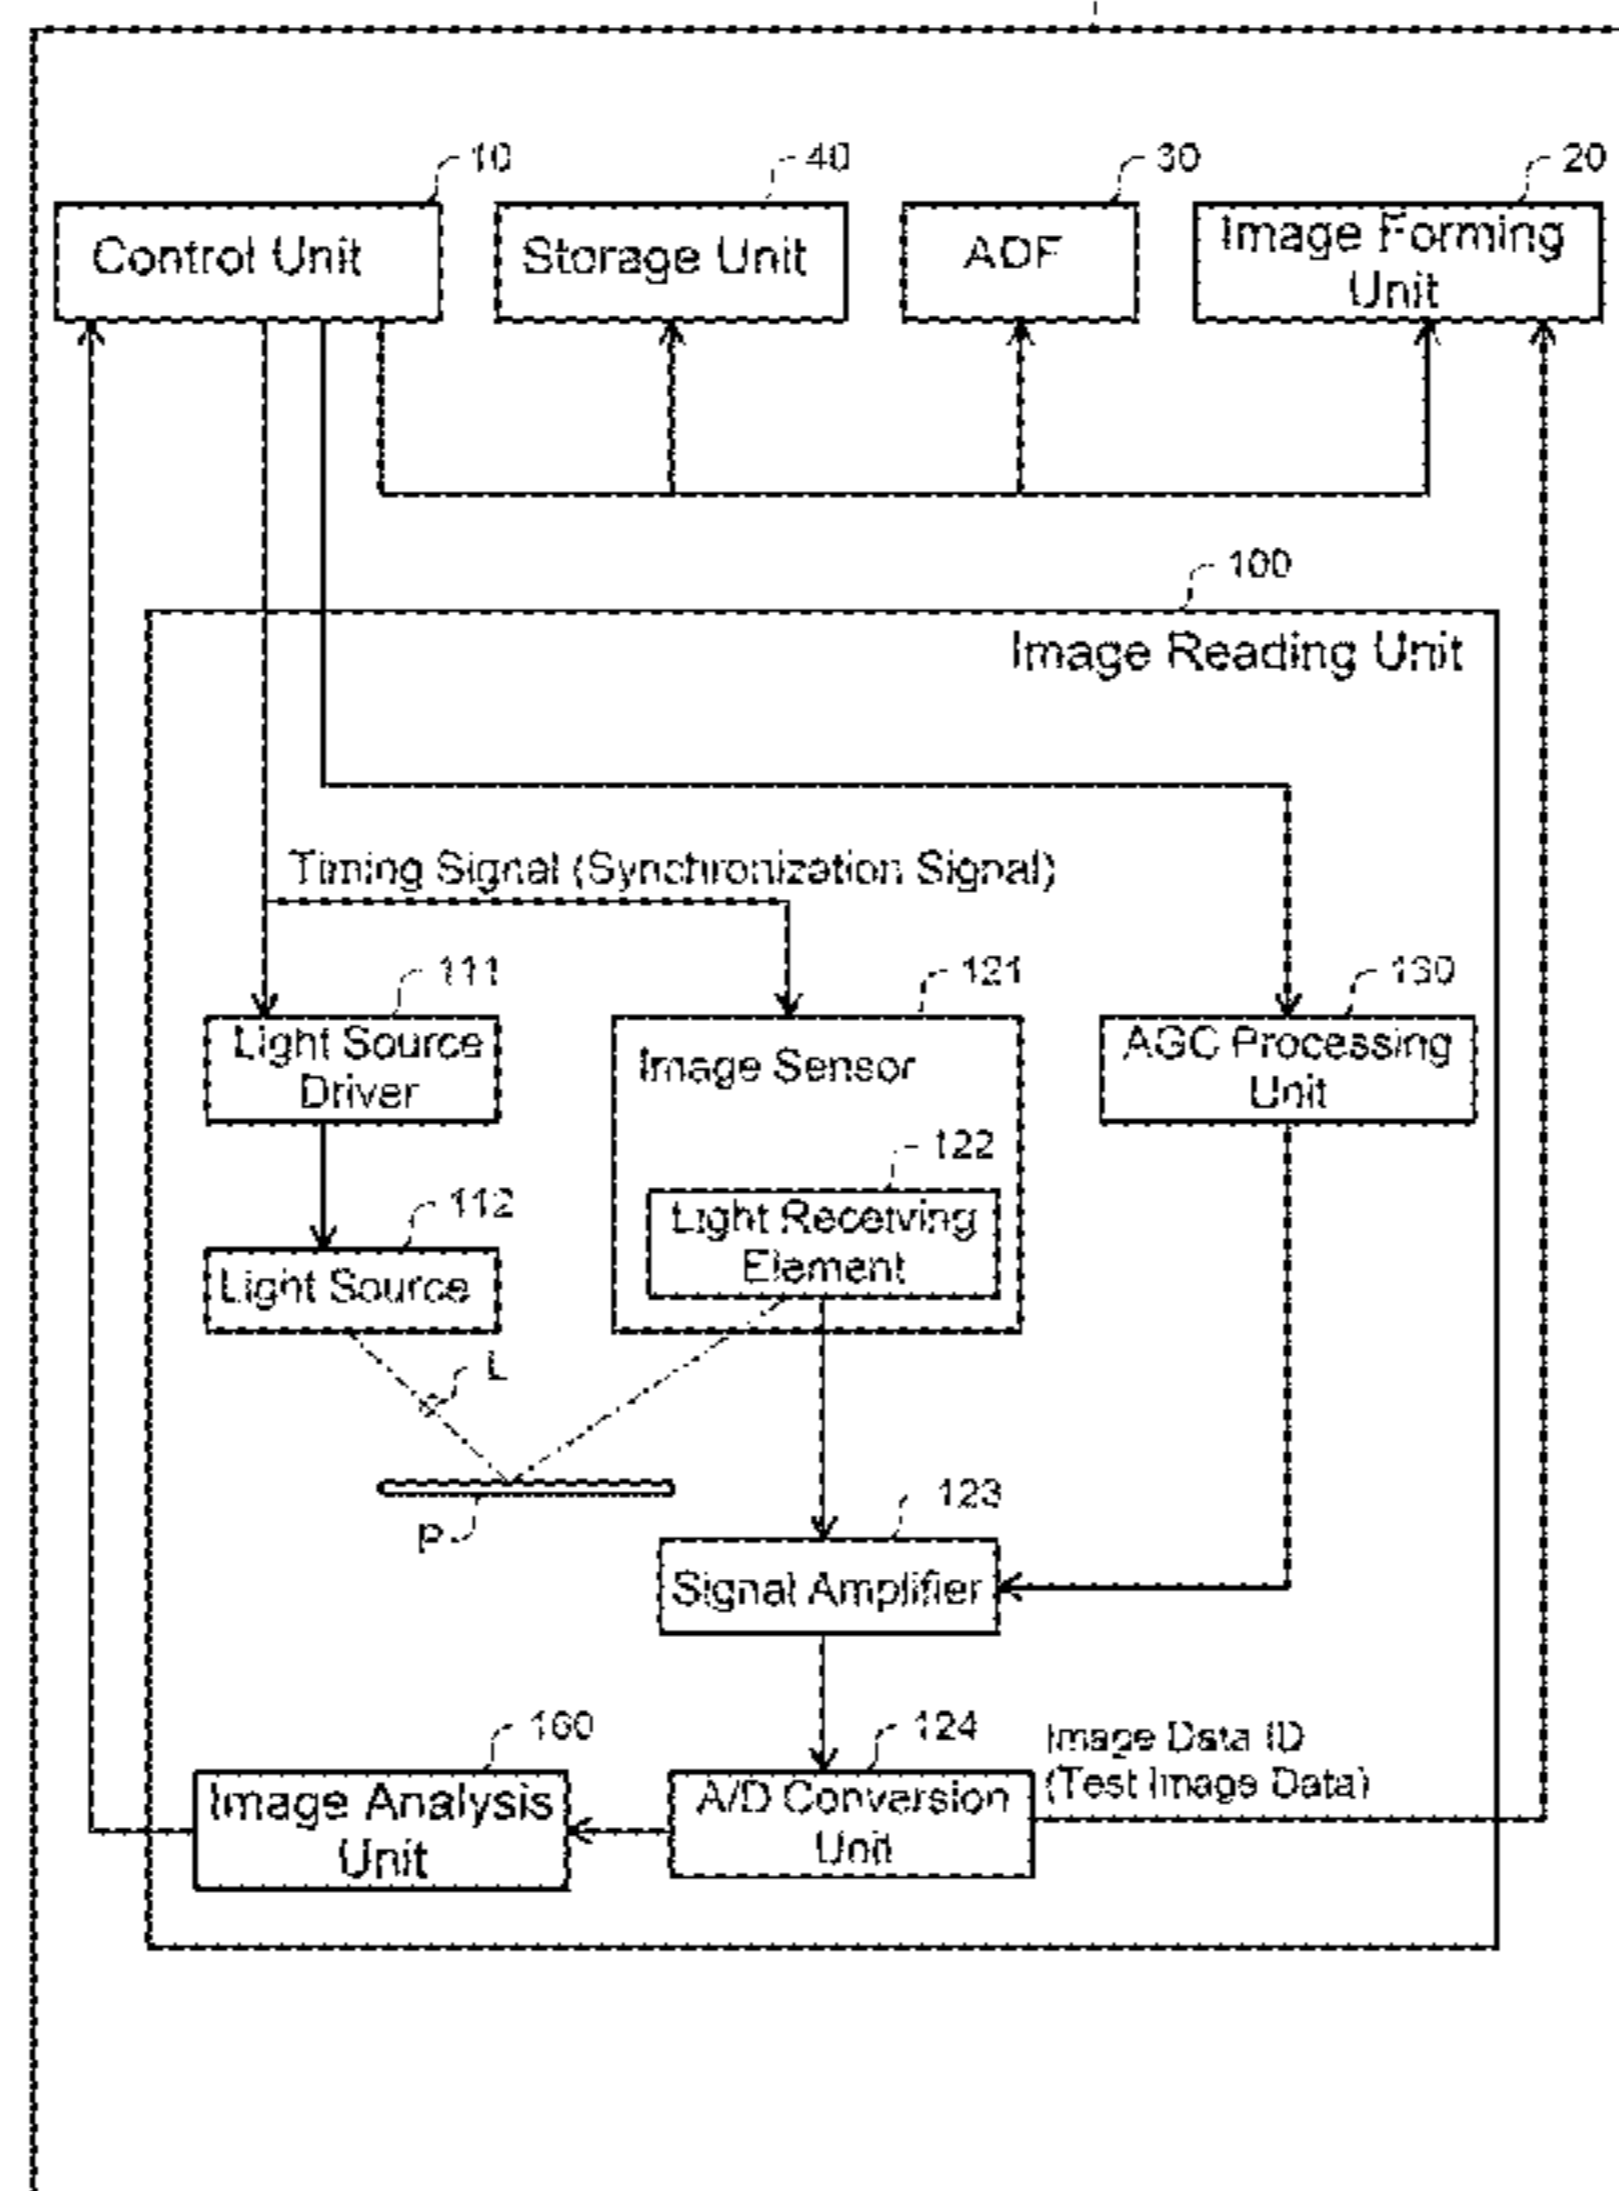 10
40
30
20
Control Unit
Storage Unit
ADF
Image Forming
Unit
100
Image Reading Unit
Timing Signal (Synchronization Signal)
111
121
130
Light Source
Driver
Image Sensor
AGC Processing
Unit
122
Light Receiving
Element
112
Light Source
L
P
123
Signal Amplifier
160
124
Image Data ID
(Test Image Data)
Image Analysis
Unit
A/D Conversion
Unit